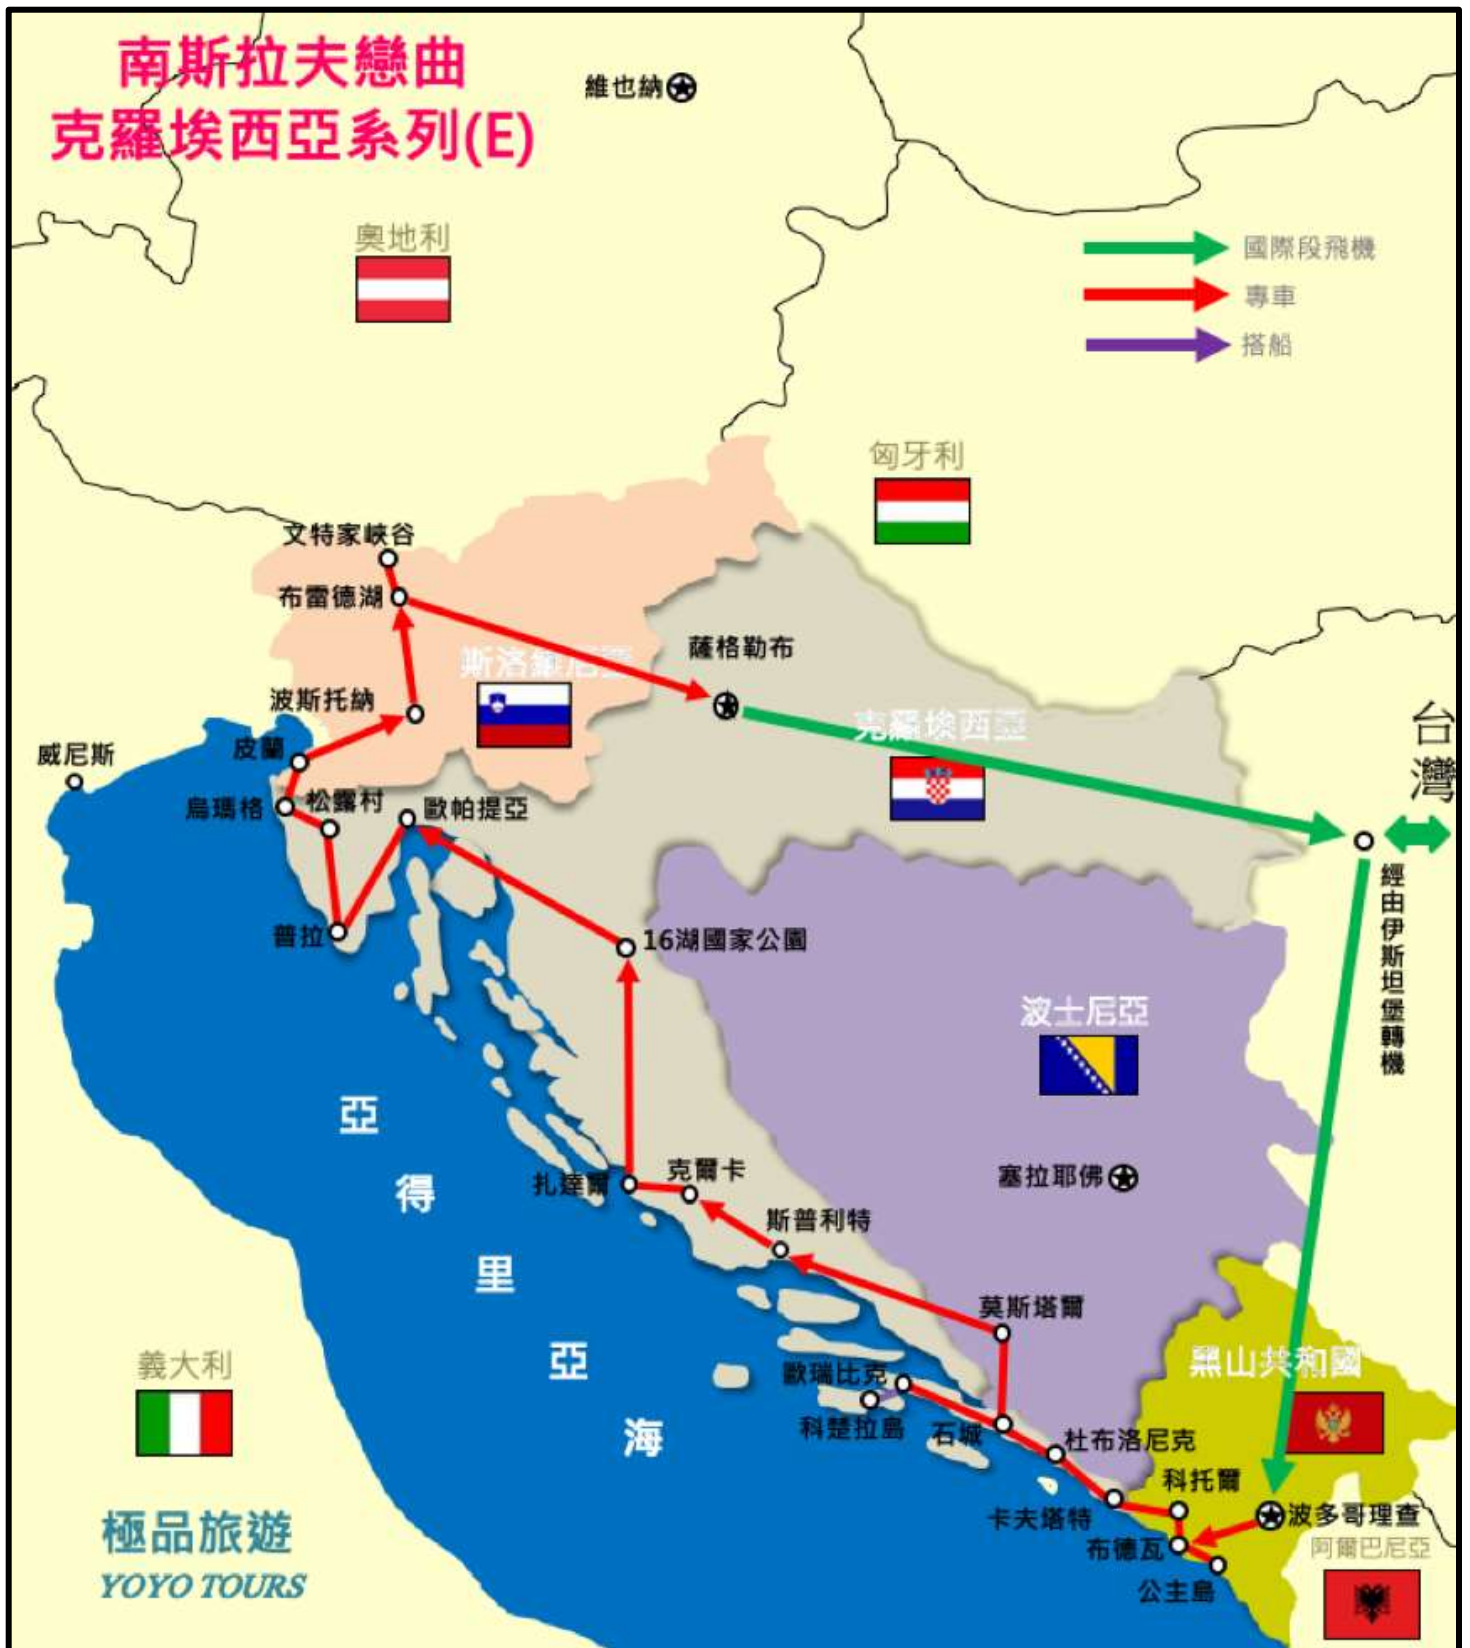 南斯拉夫戀曲
克羅埃西亞系列(E)
維也納
奧地利
國際段飛機
專車
搭船
匈牙利
文特家峽谷
布雷德湖
斯洛維尼亞
薩格勒布
波斯托納
克羅埃西亞
台灣
皮蘭
威尼斯
烏瑪格
松露村
歐帕提亞
經由伊斯坦堡轉機
普拉
16湖國家公園
波士尼亞
亞得里亞海
塞拉耶佛
扎達爾
克爾卡
斯普利特
莫斯塔爾
義大利
黑山共和國
歐瑞比克
科楚拉島
石城
杜布洛尼克
科托爾
卡夫塔特
波多哥理查
布德瓦
阿爾巴尼亞
公主島
極品旅遊
YOYO TOURS